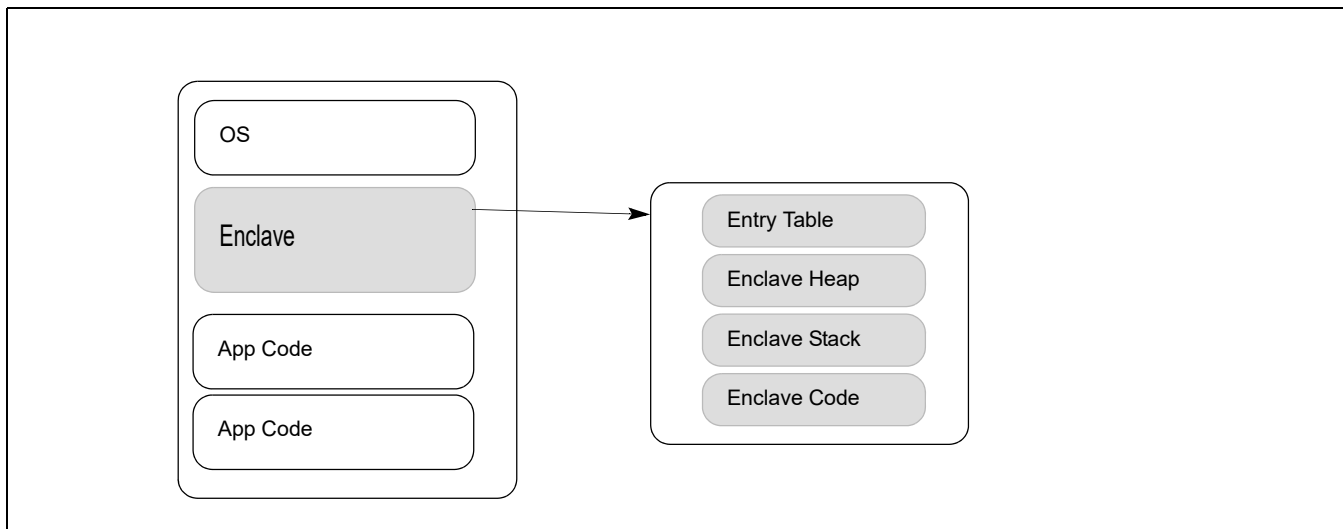 OS
Enclave
App Code
App Code
Entry Table
Enclave Heap
Enclave Stack
Enclave Code